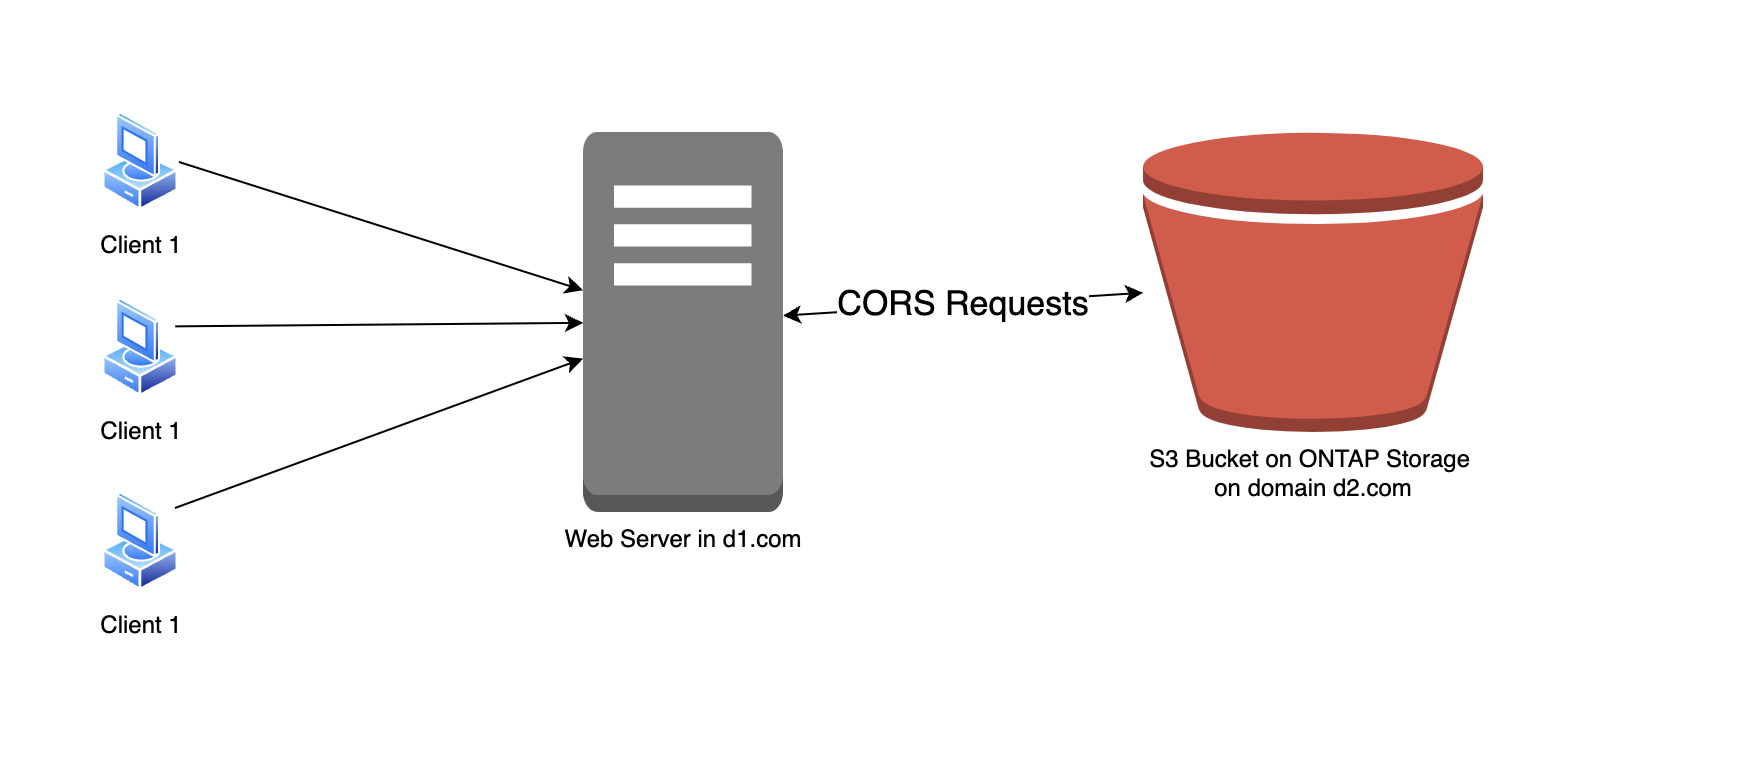 Client 1
Client 1
Client 1
Web Server in d1.com
CORS Requests
S3 Bucket on ONTAP Storage
on domain d2.com